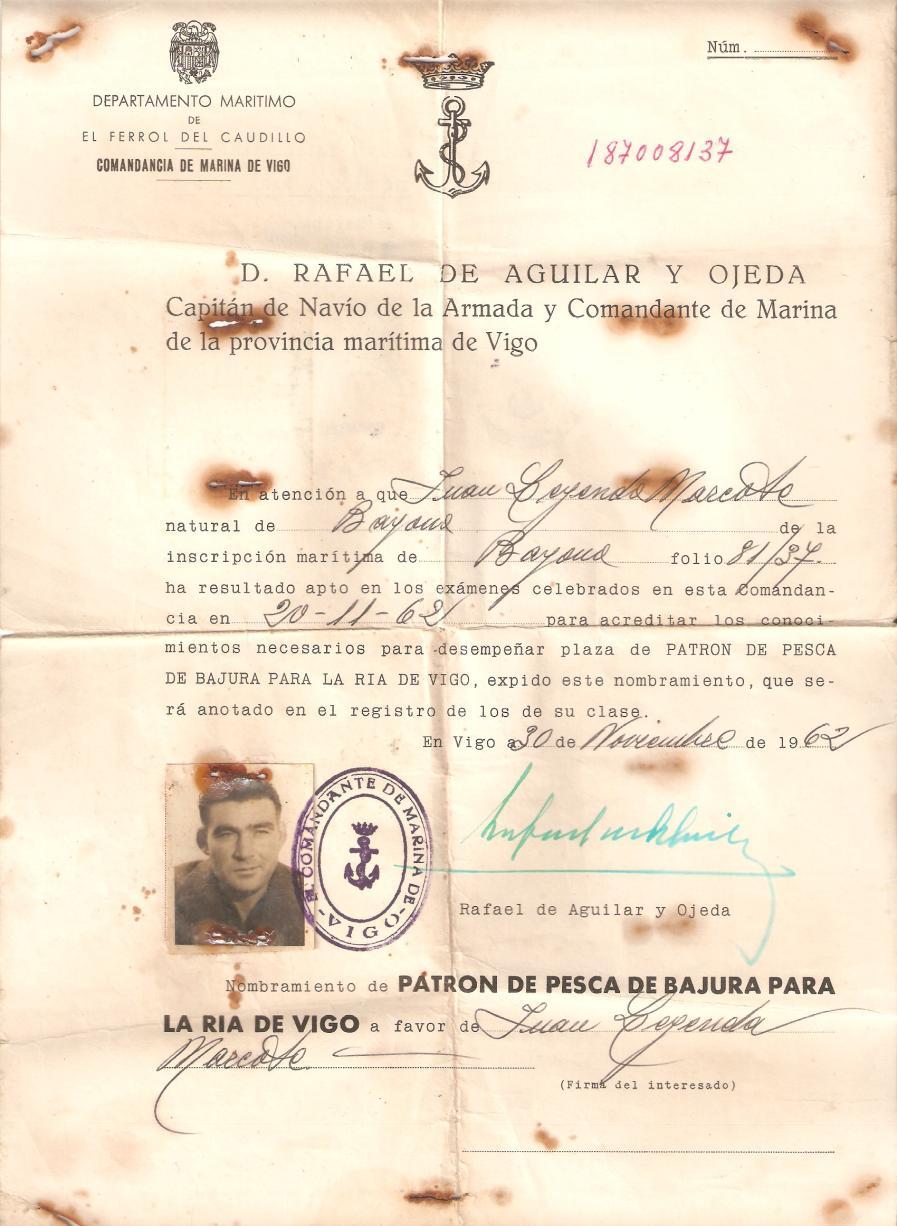 Núm.
DEPARTAMENTO MARITIMO
DE
EL FERROL DEL CAUDILLO
COMANDANCIA DE MARINA DE VIGO
187008137
D. RAFAEL DE AGUILAR Y OJEDA
Capitán de Navío de la Armada y Comandante de Marina
de la provincia marítima de Vigo
En atención a que Juan Leyenda Marcote
natural de Bayona de la
inscripción marítima de Bayona folio 81/37.
ha resultado apto en los exámenes celebrados en esta Comandan-
cia en 20-11-62 para acreditar los conoci-
mientos necesarios para desempeñar plaza de PATRON DE PESCA
DE BAJURA PARA LA RIA DE VIGO, expido este nombramiento, que se-
rá anotado en el registro de los de su clase.
En Vigo a 30 de Noviembre de 1962
EL COMANDANTE DE MARINA DE
-VIGO-
Rafael de Aguilar y Ojeda
Nombramiento de PATRON DE PESCA DE BAJURA PARA
LA RIA DE VIGO a favor de Juan Leyenda
Marcote
(Firma del interesado)